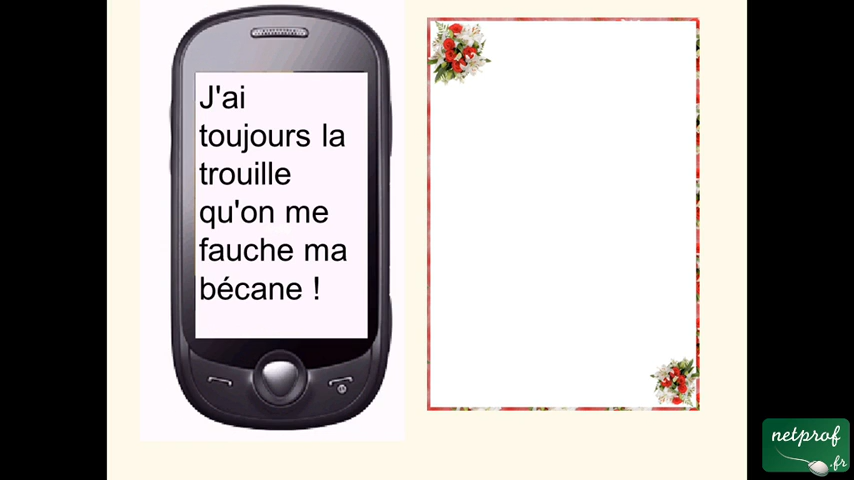 J'ai
toujours la
trouille
qu'on me
fauche ma
bécane !
netprof
.fr